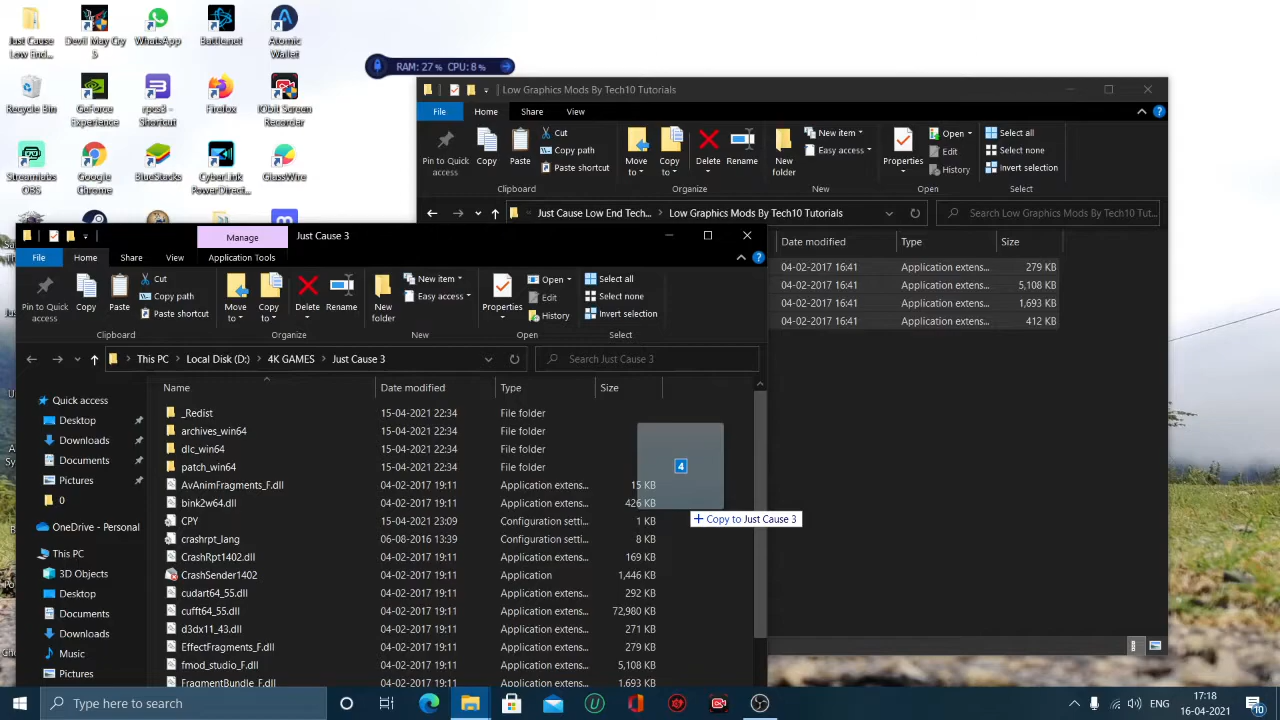 Just Cause
Low End...
Devil May Cry
5
WhatsApp
Battle.net
Atomic
Wallet
Recycle Bin
GeForce
Experience
rpcs3 -
Shortcut
Firefox
IObit Screen
Recorder
Streamlabs
OBS
Google
Chrome
BlueStacks
CyberLink
PowerDirect...
GlassWire
RAM: 27 % CPU: 8 %
Low Graphics Mods By Tech10 Tutorials
File Home Share View
Pin to Quick
access
Copy
Paste
Cut
Copy path
Paste shortcut
Clipboard
Move
to
Copy
to
Delete
Rename
Organize
New
folder
New item
Easy access
New
Properties
Open
Edit
History
Open
Select all
Select none
Invert selection
Select
Just Cause Low End Tech... Low Graphics Mods By Tech10 Tutorials
Search Low Graphics Mods By Tech10 Tut...
Date modified Type Size
04-02-2017 16:41 Application extens... 279 KB
04-02-2017 16:41 Application extens... 5,108 KB
04-02-2017 16:41 Application extens... 1,693 KB
04-02-2017 16:41 Application extens... 412 KB
Manage
Just Cause 3
File Home Share View Application Tools
Pin to Quick
access
Copy
Paste
Cut
Copy path
Paste shortcut
Clipboard
Move
to
Copy
to
Delete
Rename
Organize
New
folder
New item
Easy access
New
Properties
Open
Edit
History
Open
Select all
Select none
Invert selection
Select
This PC Local Disk (D:) 4K GAMES Just Cause 3
Search Just Cause 3
Quick access
Desktop
Downloads
Documents
Pictures
0
OneDrive - Personal
This PC
3D Objects
Desktop
Documents
Downloads
Music
Pictures
Name Date modified Type Size
_Redist 15-04-2021 22:34 File folder
archives_win64 15-04-2021 22:34 File folder
dlc_win64 15-04-2021 22:34 File folder
patch_win64 15-04-2021 22:34 File folder
AvAnimFragments_F.dll 04-02-2017 19:11 Application extens... 15 KB
bink2w64.dll 04-02-2017 19:11 Application extens... 426 KB
CPY 15-04-2021 23:09 Configuration setti... 1 KB
crashrpt_lang 06-08-2016 13:39 Configuration setti... 8 KB
CrashRpt1402.dll 04-02-2017 19:11 Application extens... 169 KB
CrashSender1402 04-02-2017 19:11 Application 1,446 KB
cudart64_55.dll 04-02-2017 19:11 Application extens... 292 KB
cufft64_55.dll 04-02-2017 19:11 Application extens... 72,980 KB
d3dx11_43.dll 04-02-2017 19:11 Application extens... 271 KB
EffectFragments_F.dll 04-02-2017 19:11 Application extens... 279 KB
fmod_studio_F.dll 04-02-2017 19:11 Application extens... 5,108 KB
FragmentBundle_F.dll 04-02-2017 19:11 Application extens... 1,693 KB
4
+ Copy to Just Cause 3
Type here to search
ENG
17:18
16-04-2021
10